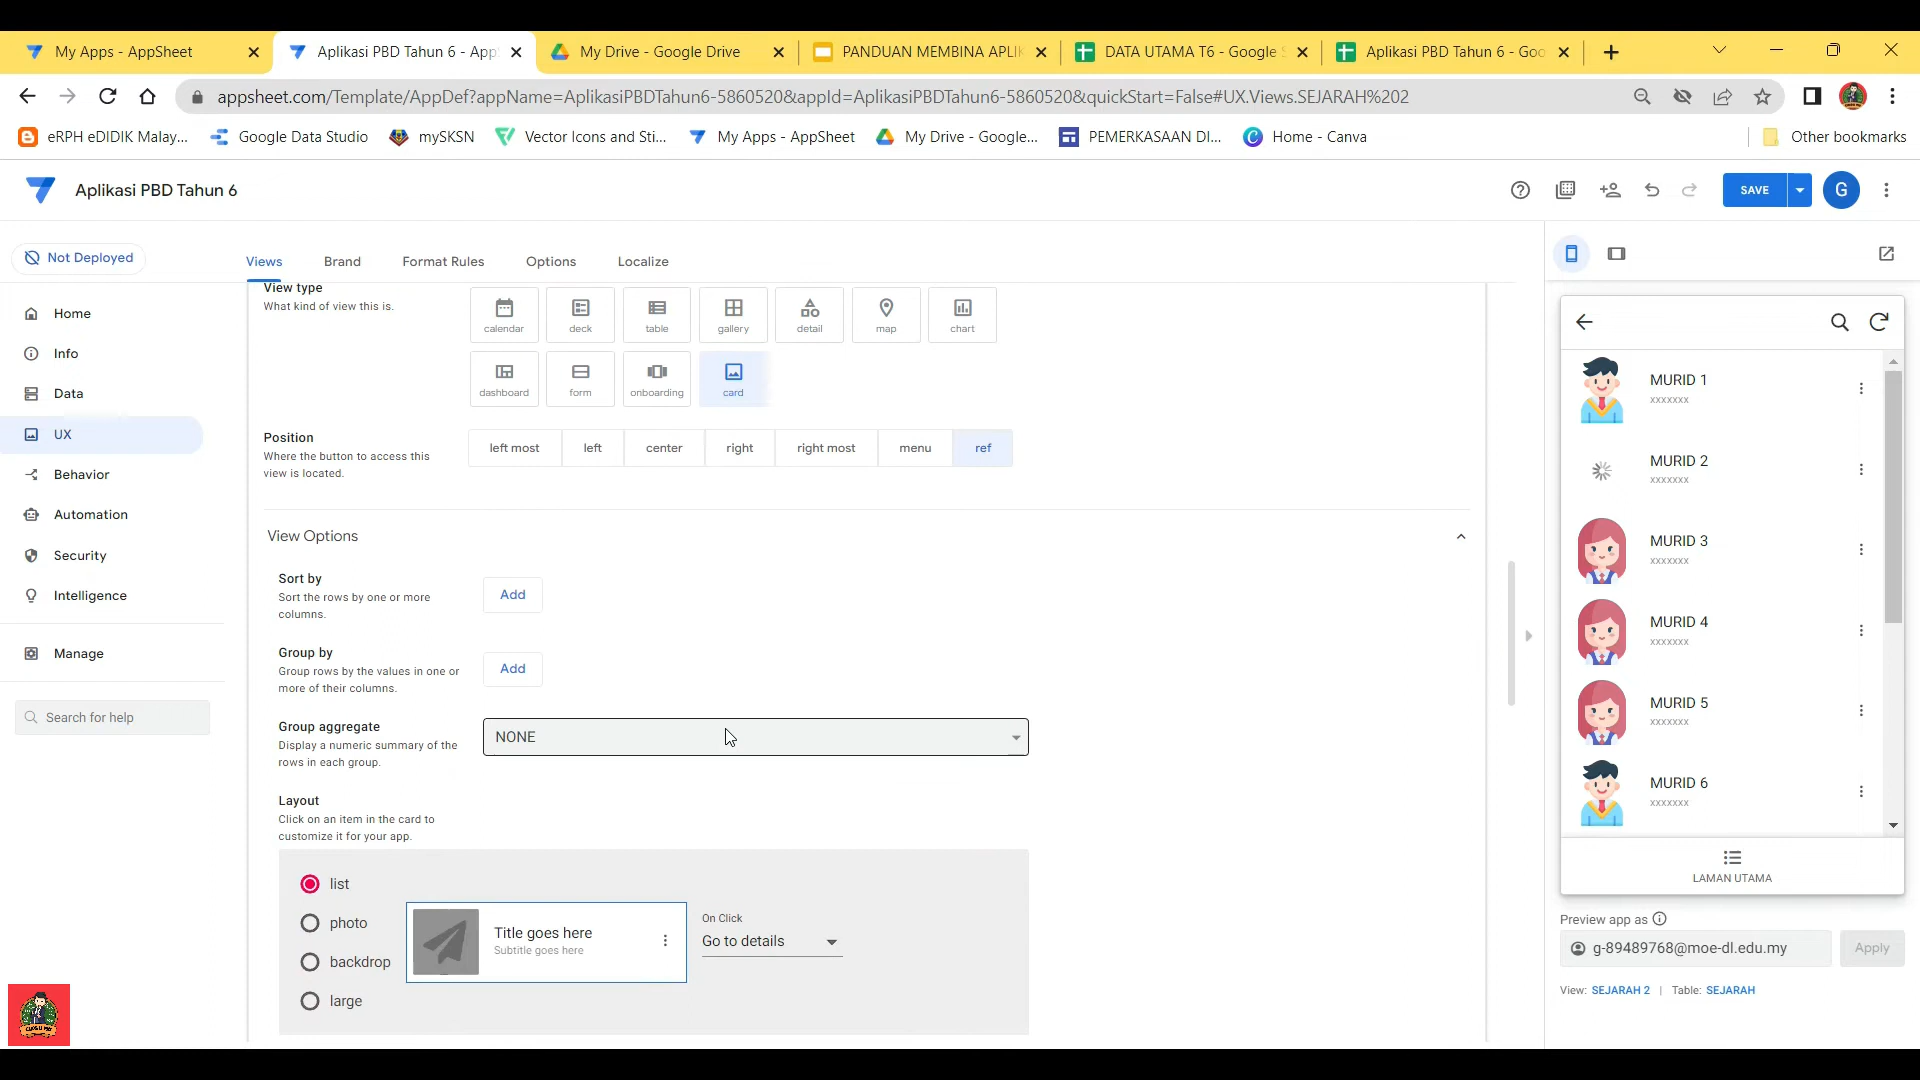 My Apps - AppSheet
Aplikasi PBD Tahun 6 - App
My Drive - Google Drive
PANDUAN MEMBINA APLIK
DATA UTAMA T6 - Google S
Aplikasi PBD Tahun 6 - Goo
appsheet.com/Template/AppDef?appName=AplikasiPBDTahun6-5860520&appId=AplikasiPBDTahun6-5860520&quickStart=False#UX.Views.SEJARAH%202
eRPH eDIDIK Malay...
Google Data Studio
mySKSN
Vector Icons and Sti...
My Apps - AppSheet
My Drive - Google...
PEMERKASAAN DI...
Home - Canva
Other bookmarks
Aplikasi PBD Tahun 6
SAVE
G
Not Deployed
Home
Info
Data
UX
Behavior
Automation
Security
Intelligence
Manage
Search for help
Views
Brand
Format Rules
Options
Localize
View type
What kind of view this is.
calendar
deck
table
gallery
detail
map
chart
dashboard
form
onboarding
card
Position
Where the button to access this
view is located.
left most
left
center
right
right most
menu
ref
View Options
Sort by
Sort the rows by one or more
columns.
Add
Group by
Group rows by the values in one or
more of their columns.
Add
Group aggregate
Display a numeric summary of the
rows in each group.
NONE
Layout
Click on an item in the card to
customize it for your app.
list
photo
backdrop
large
Title goes here
Subtitle goes here
On Click
Go to details
MURID 1
xxxxxxx
MURID 2
xxxxxxx
MURID 3
xxxxxxx
MURID 4
xxxxxxx
MURID 5
xxxxxxx
MURID 6
xxxxxxx
LAMAN UTAMA
Preview app as
g-89489768@moe-dl.edu.my
Apply
View: SEJARAH 2 | Table: SEJARAH